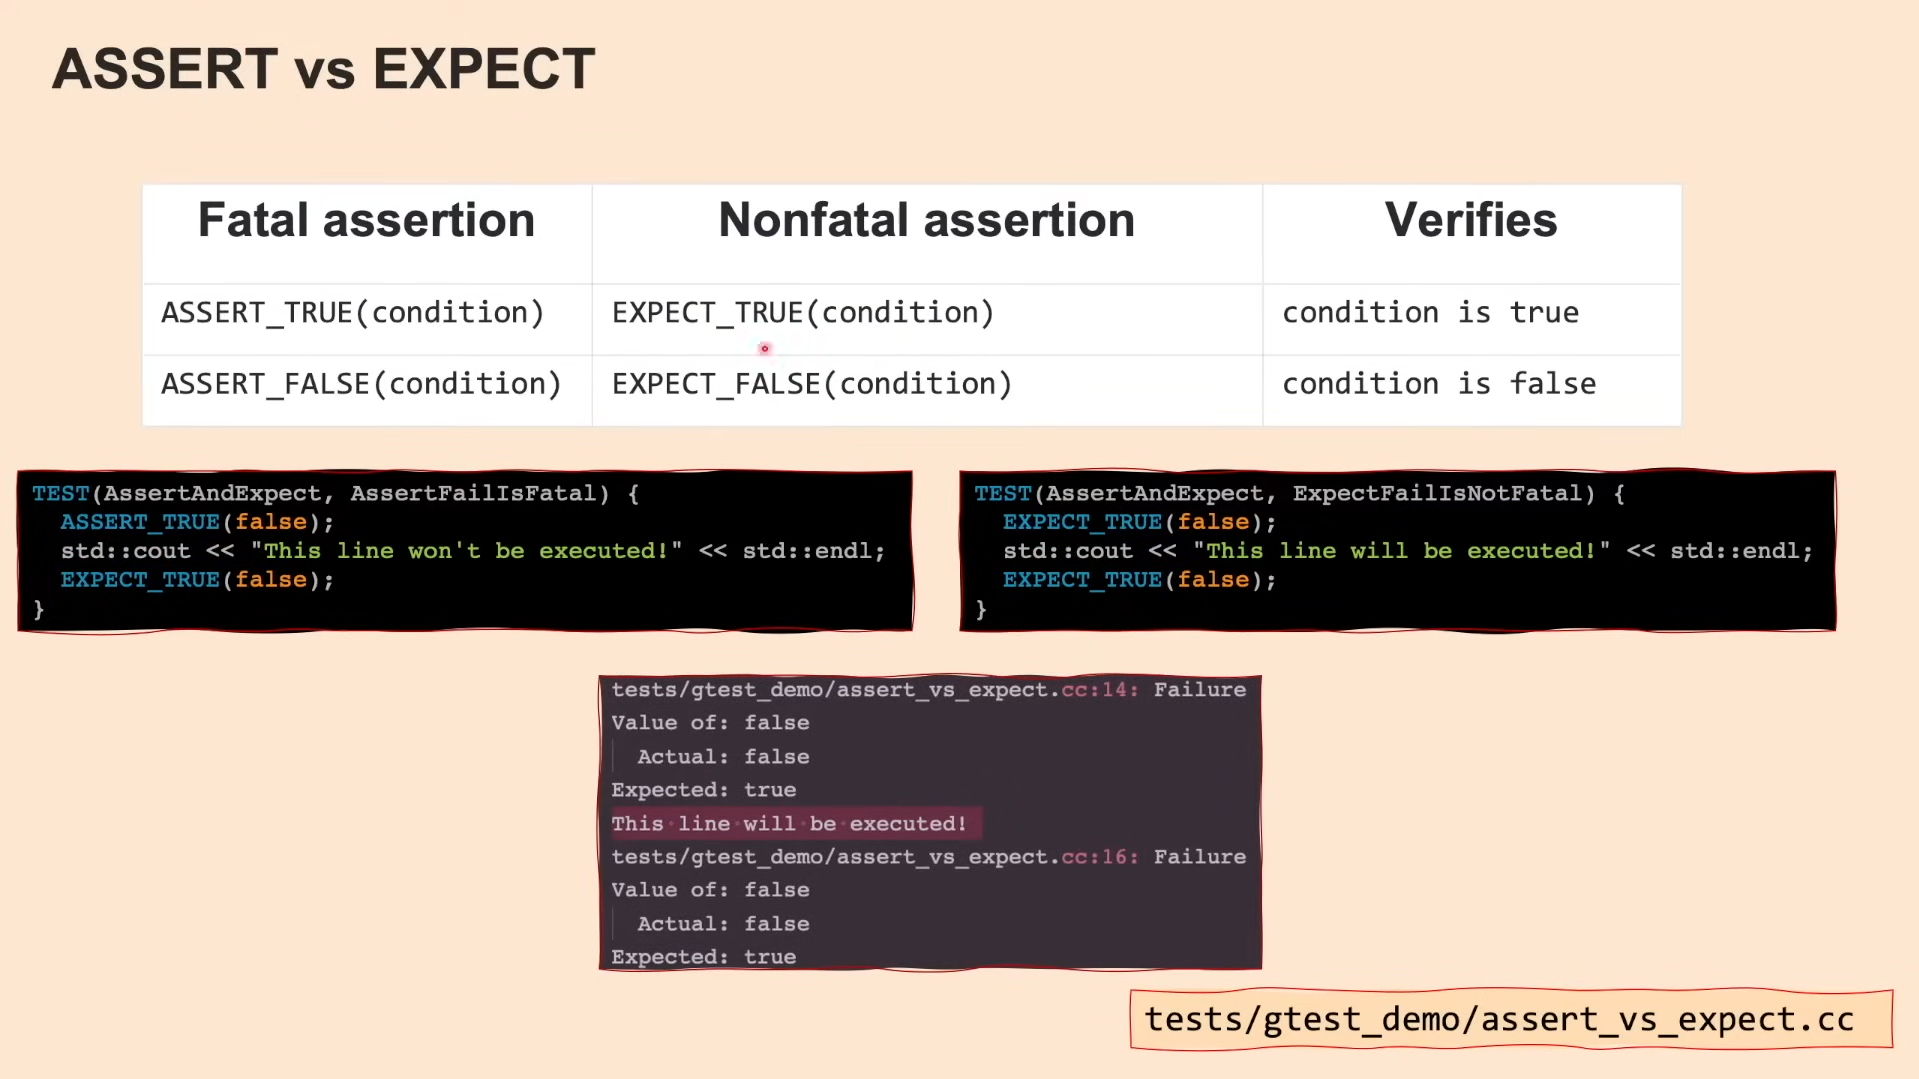 ASSERT vs EXPECT
Fatal assertion Nonfatal assertion Verifies
ASSERT_TRUE(condition) EXPECT_TRUE(condition) condition is true
ASSERT_FALSE(condition) EXPECT_FALSE(condition) condition is false
TEST(AssertAndExpect, AssertFailIsFatal) {
  ASSERT_TRUE(false);
  std::cout << "This line won't be executed!" << std::endl;
  EXPECT_TRUE(false);
}
TEST(AssertAndExpect, ExpectFailIsNotFatal) {
  EXPECT_TRUE(false);
  std::cout << "This line will be executed!" << std::endl;
  EXPECT_TRUE(false);
}
tests/gtest_demo/assert_vs_expect.cc:14: Failure
Value of: false
  Actual: false
Expected: true
This line will be executed!
tests/gtest_demo/assert_vs_expect.cc:16: Failure
Value of: false
  Actual: false
Expected: true
tests/gtest_demo/assert_vs_expect.cc